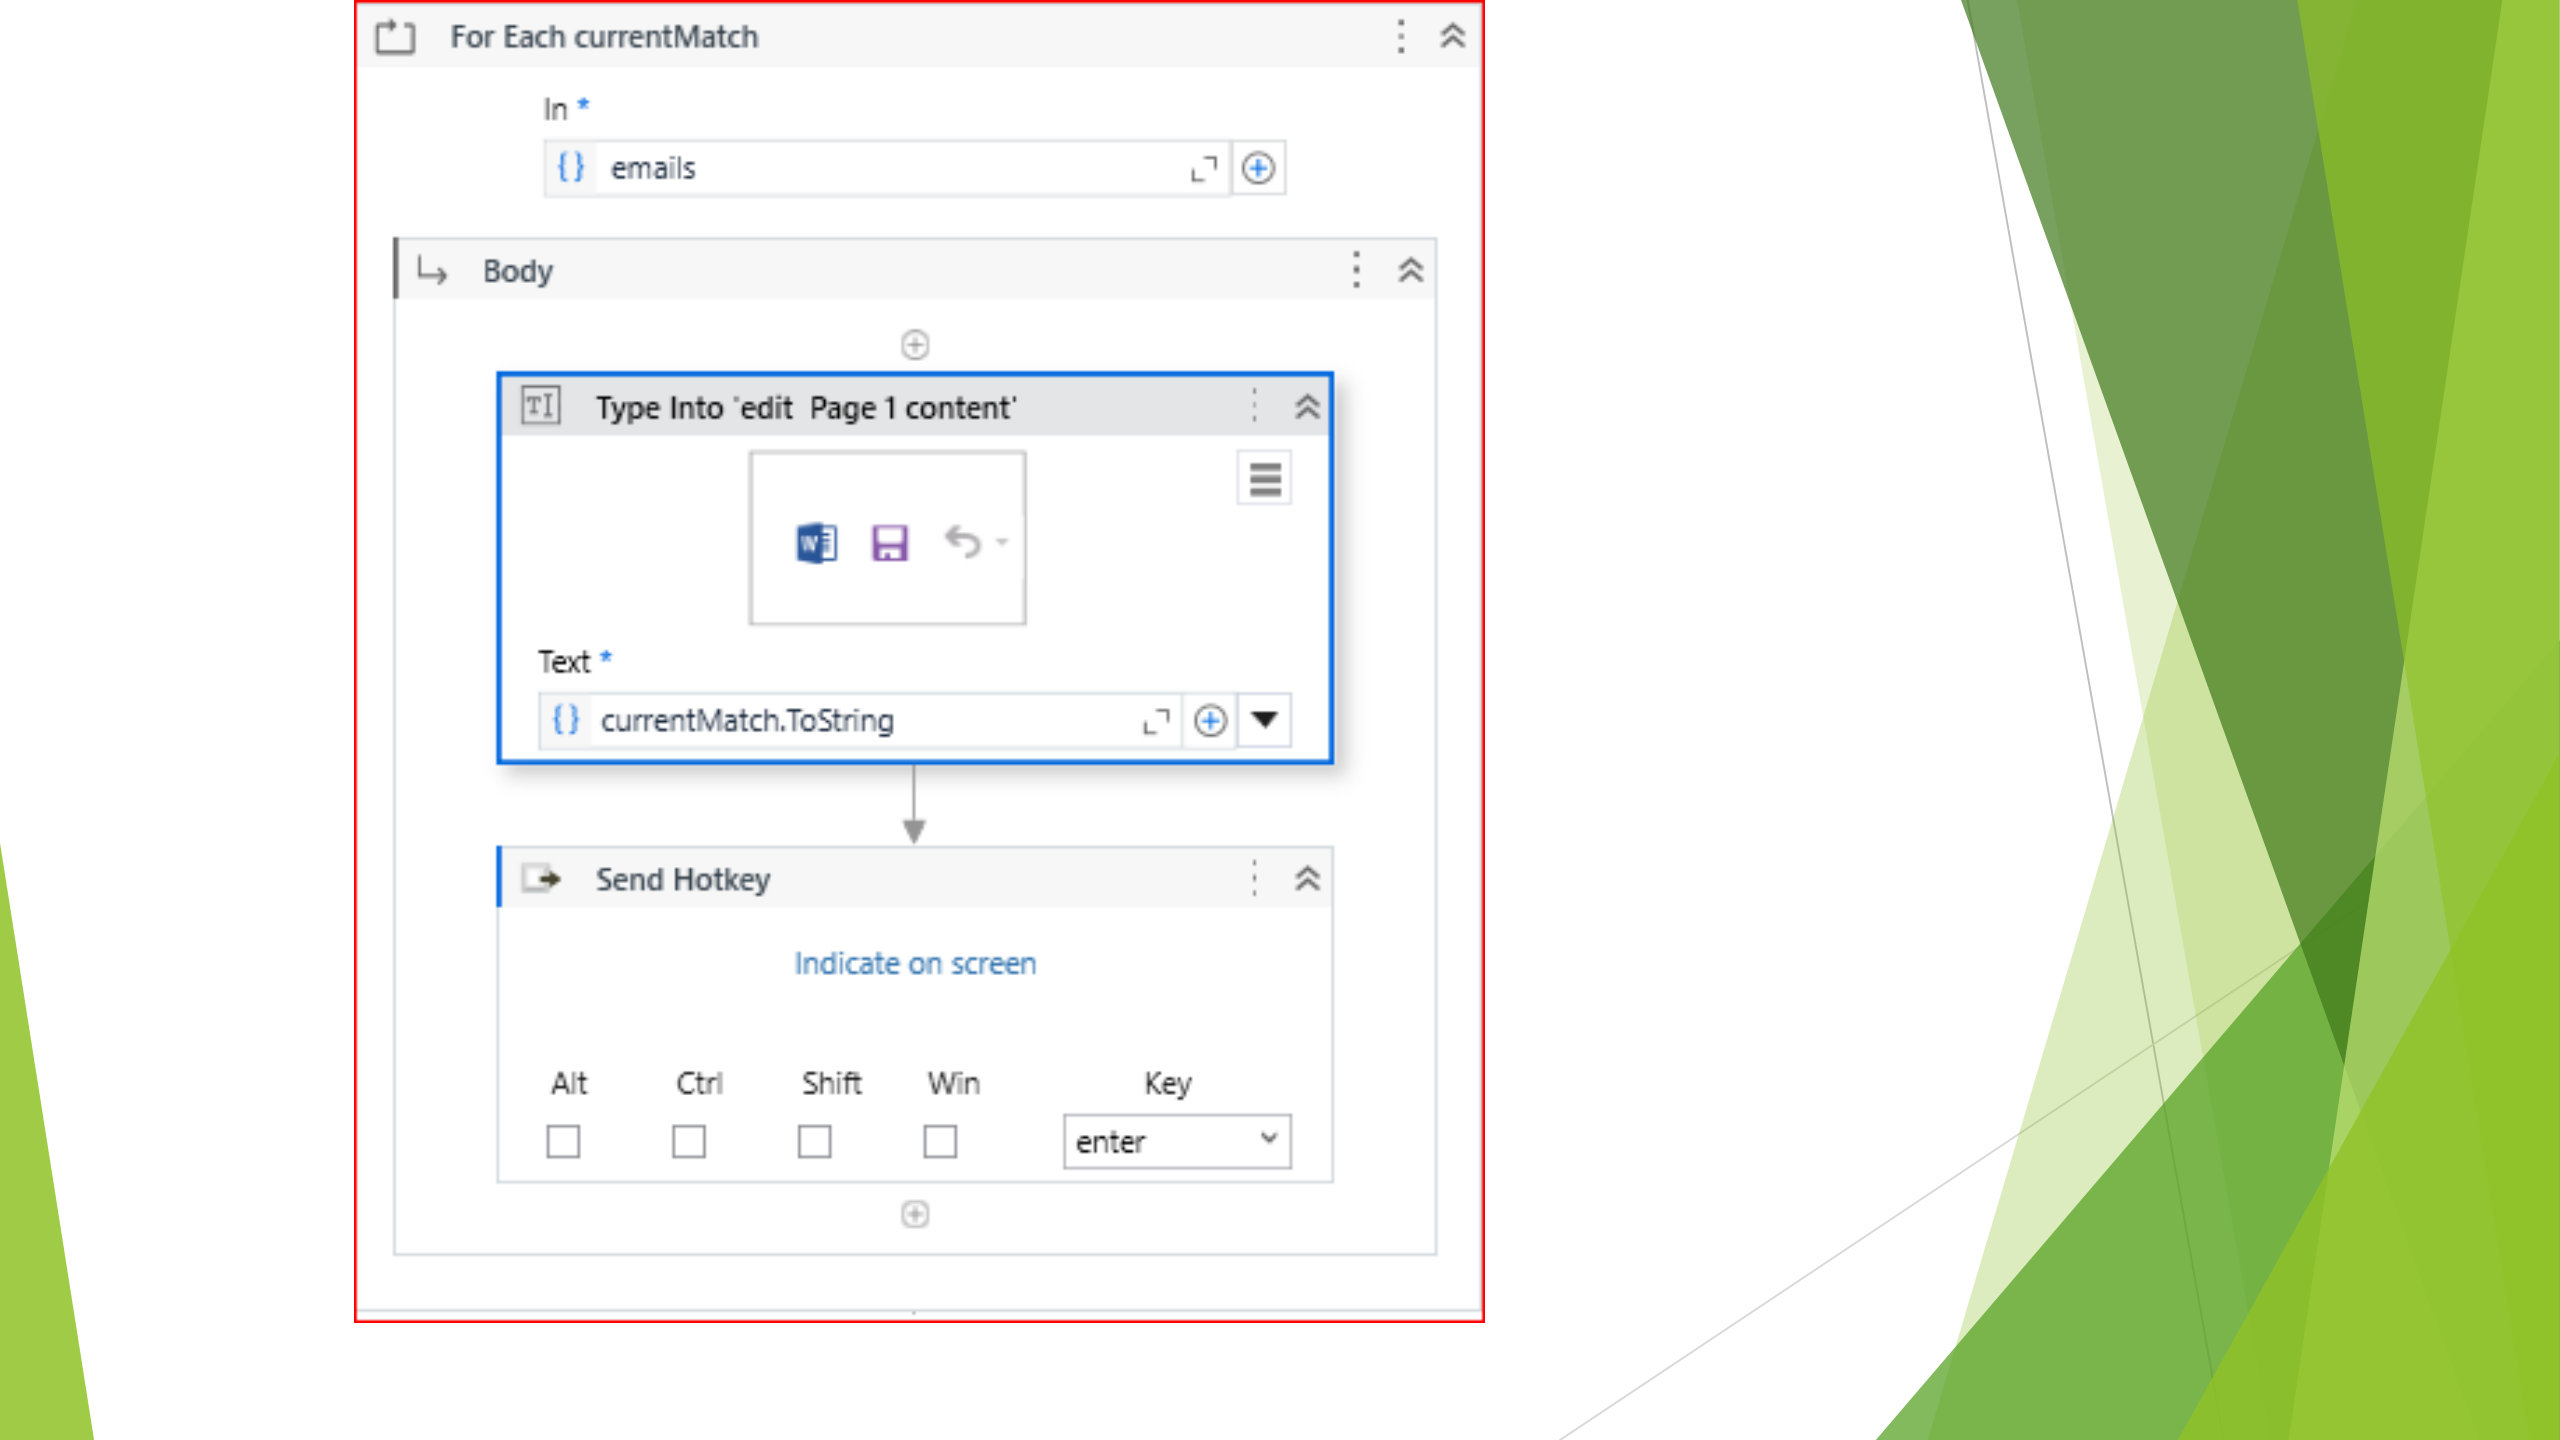 For Each currentMatch
In *
{} emails
Body
Type Into 'edit  Page 1 content'
Text *
{} currentMatch.ToString
Send Hotkey
Indicate on screen
Alt Ctrl Shift Win Key
enter